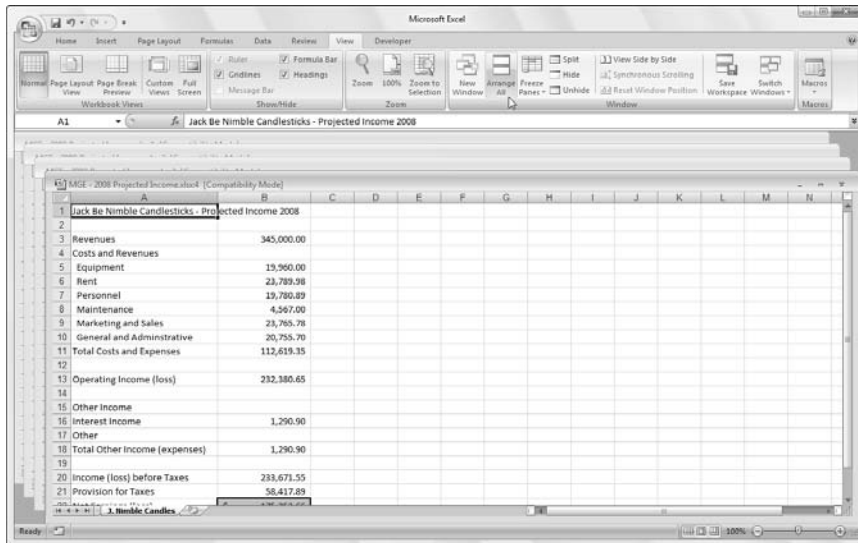 Microsoft Excel
Home Insert Page Layout Formulas Data Review View Developer
Normal Page Layout View Page Break Preview Custom Views Full Screen
Workbook Views
Ruler Formula Bar
Gridlines Headings
Message Bar
Show/Hide
Zoom 100% Zoom to Selection
Zoom
New Window Arrange All Freeze Panes
Split
Hide
Unhide
View Side by Side
Synchronous Scrolling
Reset Window Position
Save Workspace Switch Windows
Window
Macros
Macros
A1 fx Jack Be Nimble Candlesticks - Projected Income 2008
MGE - 2008 Projected Income.xlsx:4 [Compatibility Mode]
A B C D E F G H I J K L M N
1 Jack Be Nimble Candlesticks - Projected Income 2008
2
3 Revenues 345,000.00
4 Costs and Revenues
5 Equipment 19,960.00
6 Rent 23,789.98
7 Personnel 19,780.89
8 Maintenance 4,567.00
9 Marketing and Sales 23,765.78
10 General and Adminstrative 20,755.70
11 Total Costs and Expenses 112,619.35
12
13 Operating Income (loss) 232,380.65
14
15 Other Income
16 Interest Income 1,290.90
17 Other
18 Total Other Income (expenses) 1,290.90
19
20 Income (loss) before Taxes 233,671.55
21 Provision for Taxes 58,417.89
J. Nimble Candles
Ready 100%